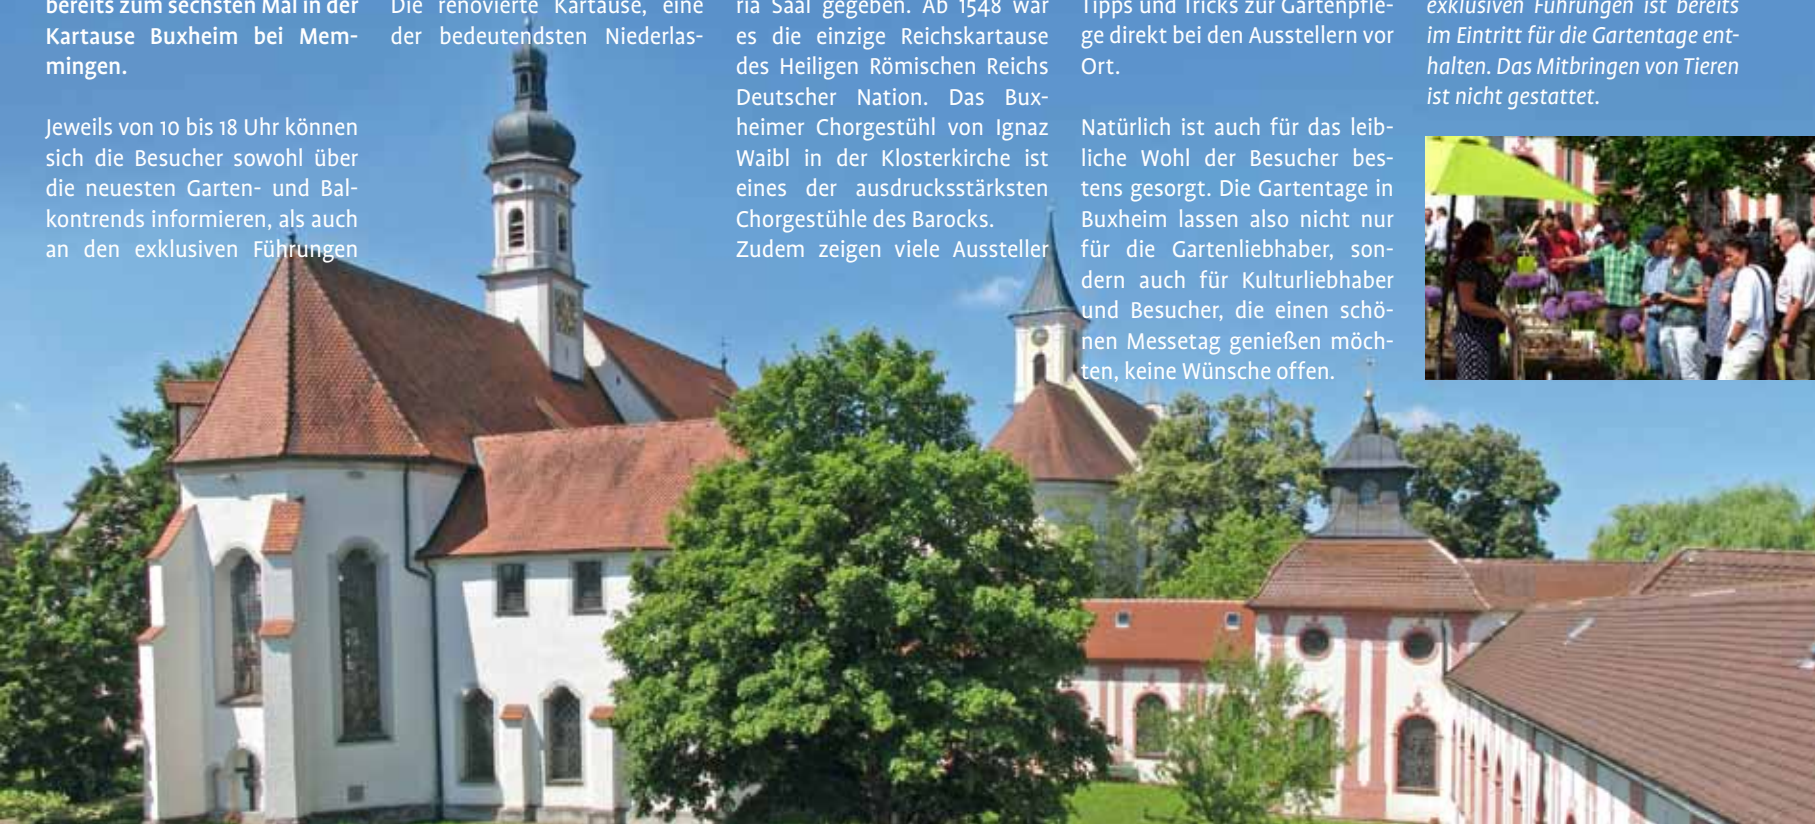 bereits zum sechsten Mal in der
Kartause Buxheim bei Mem-
mingen.
Jeweils von 10 bis 18 Uhr können
sich die Besucher sowohl über
die neuesten Garten- und Bal-
kontrends informieren, als auch
an den exklusiven Führungen
Die renovierte Kartause, eine
der bedeutendsten Niederlas-
ria Saal gegeben. Ab 1548 war
es die einzige Reichskartause
des Heiligen Römischen Reichs
Deutscher Nation. Das Bux-
heimer Chorgestühl von Ignaz
Waibl in der Klosterkirche ist
eines der ausdrucksstärksten
Chorgestühle des Barocks.
Zudem zeigen viele Aussteller
Tipps und Tricks zur Gartenpfle-
ge direkt bei den Ausstellern vor
Ort.
Natürlich ist auch für das leib-
liche Wohl der Besucher bes-
tens gesorgt. Die Gartentage in
Buxheim lassen also nicht nur
für die Gartenliebhaber, son-
dern auch für Kulturliebhaber
und Besucher, die einen schö-
nen Messetag genießen möch-
ten, keine Wünsche offen.
exklusiven Führungen ist bereits
im Eintritt für die Gartentage ent-
halten. Das Mitbringen von Tieren
ist nicht gestattet.